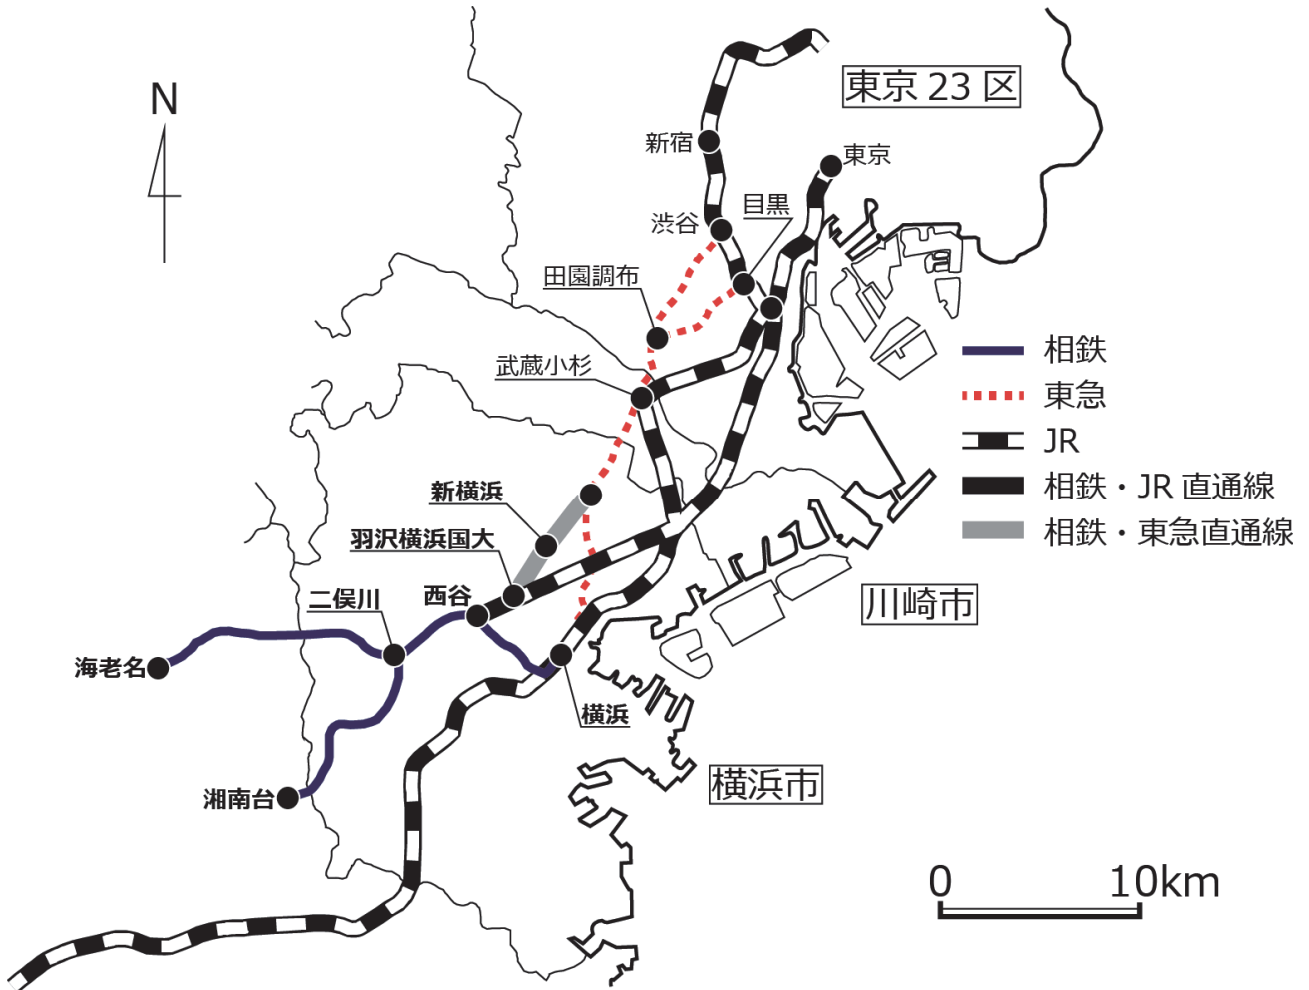 N
東京 23 区
新宿
東京
目黒
渋谷
田園調布
武蔵小杉
相鉄
東急
JR
相鉄・JR 直通線
相鉄・東急直通線
新横浜
羽沢横浜国大
西谷
二俣川
川崎市
海老名
横浜
湘南台
横浜市
0
10km